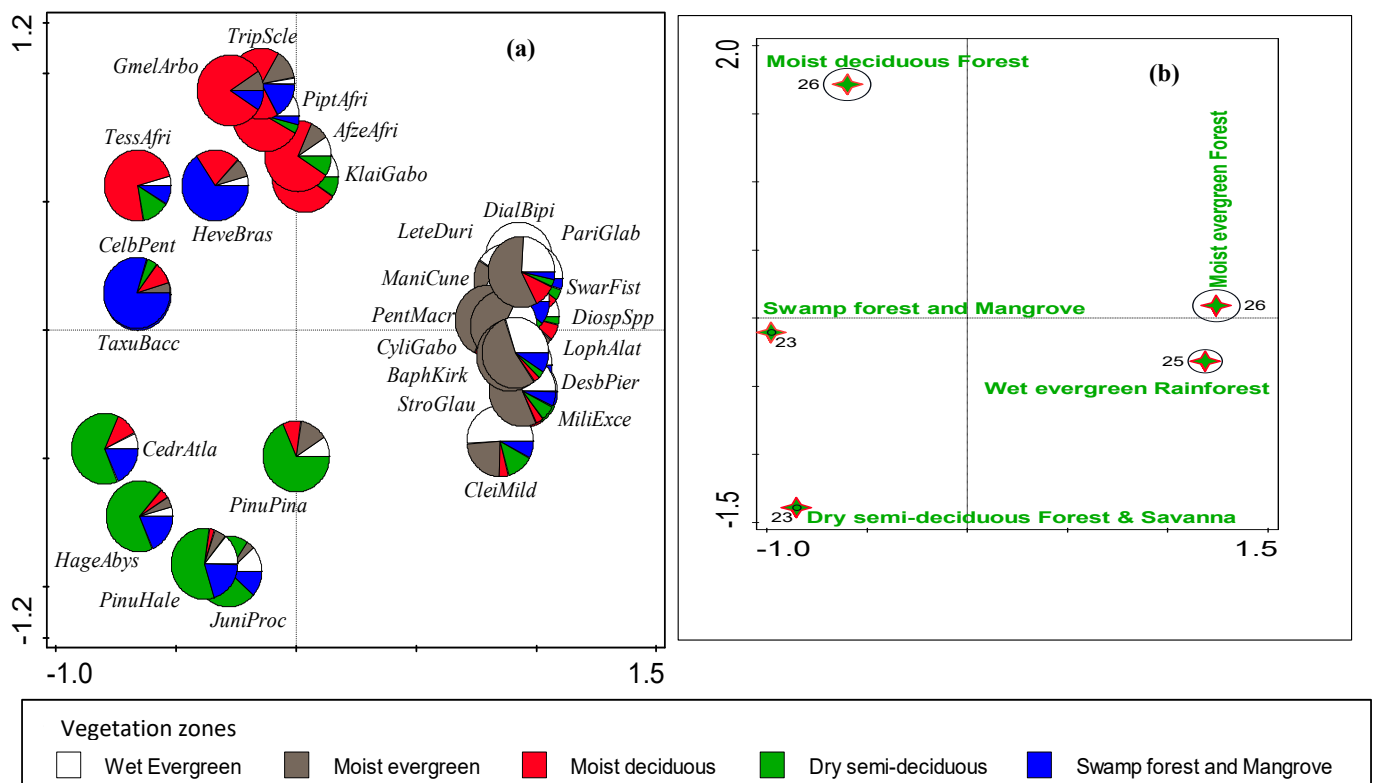 1.2
-1.2
-1.0
1.5
(a)
TripScle
GmelArbo
PiptAfri
AfzeAfri
TessAfri
KlaiGabo
HeveBras
CelbPent
TaxuBacc
DialBipi
LeteDuri
PariGlab
ManiCune
SwarFist
PentMacr
DiospSpp
CyliGabo
LophAlat
BaphKirk
DesbPier
StroGlau
MiliExce
CleiMild
CedrAtla
PinuPina
HageAbys
PinuHale
JuniProc
(b)
2.0
-1.5
-1.0
1.5
Moist deciduous Forest
26
Moist evergreen Forest
26
Swamp forest and Mangrove
23
25
Wet evergreen Rainforest
23
Dry semi-deciduous Forest & Savanna
Vegetation zones
Wet Evergreen Moist evergreen Moist deciduous Dry semi-deciduous Swamp forest and Mangrove